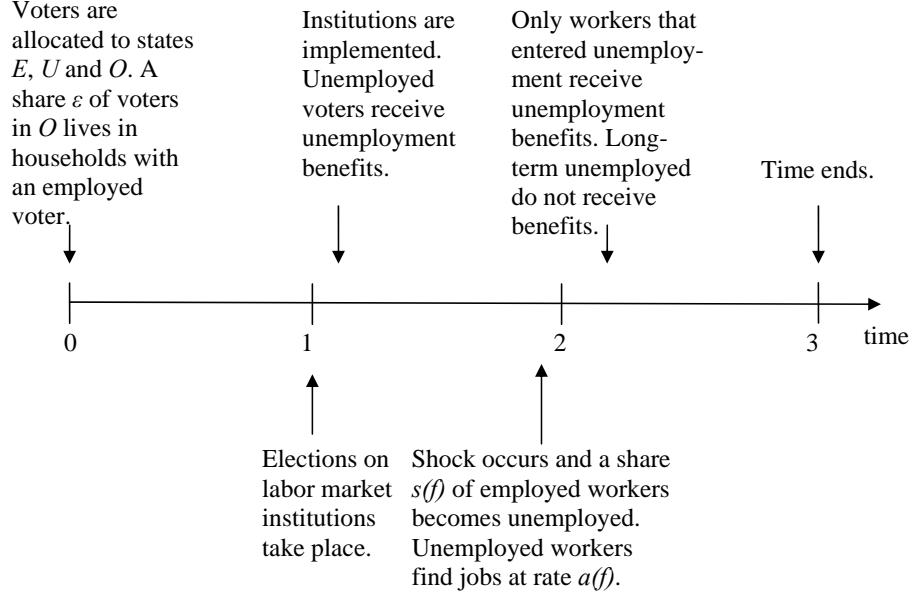 Voters are
allocated to states
E, U and O. A
share ε of voters
in O lives in
households with
an employed
voter.
Institutions are
implemented.
Unemployed
voters receive
unemployment
benefits.
Only workers that
entered unemploy-
ment receive
unemployment
benefits. Long-
term unemployed
do not receive
benefits.
Time ends.
0
1
2
3
time
Elections on
labor market
institutions
take place.
Shock occurs and a share
s(f) of employed workers
becomes unemployed.
Unemployed workers
find jobs at rate a(f).